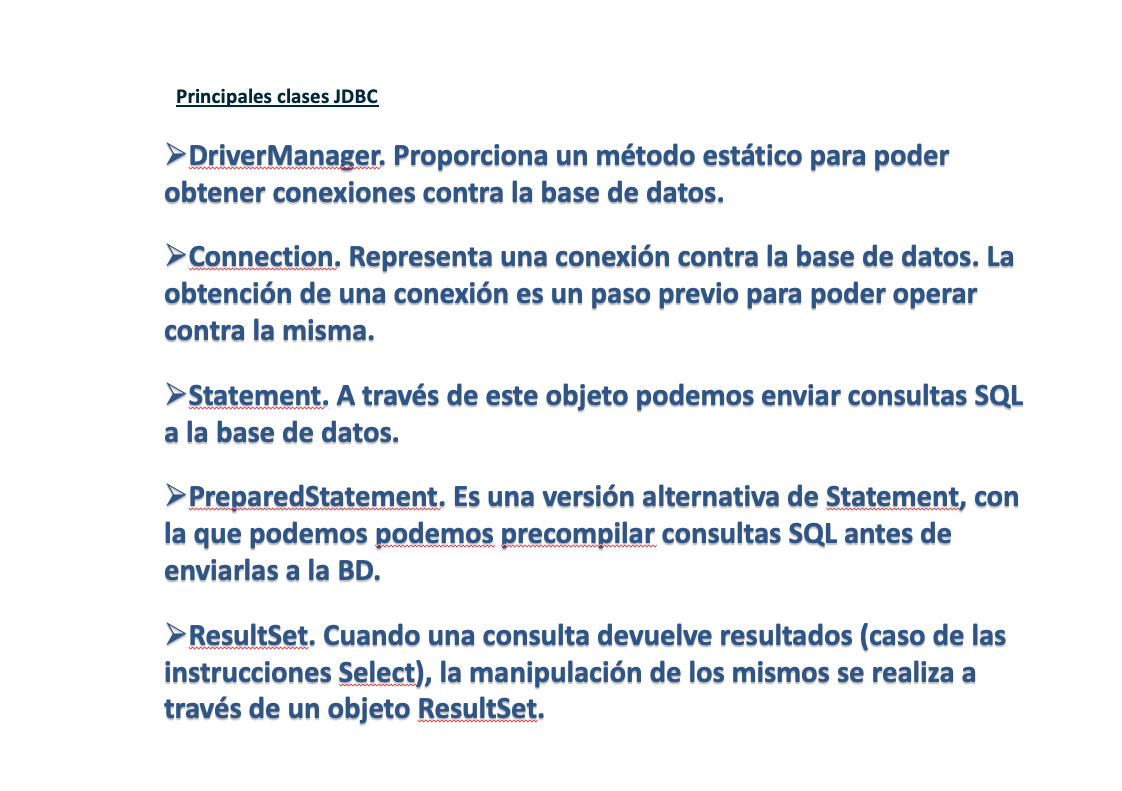 Principales clases JDBC
➢DriverManager. Proporciona un método estático para poder
obtener conexiones contra la base de datos.
➢Connection. Representa una conexión contra la base de datos. La
obtención de una conexión es un paso previo para poder operar
contra la misma.
➢Statement. A través de este objeto podemos enviar consultas SQL
a la base de datos.
➢PreparedStatement. Es una versión alternativa de Statement, con
la que podemos podemos precompilar consultas SQL antes de
enviarlas a la BD.
➢ResultSet. Cuando una consulta devuelve resultados (caso de las
instrucciones Select), la manipulación de los mismos se realiza a
través de un objeto ResultSet.